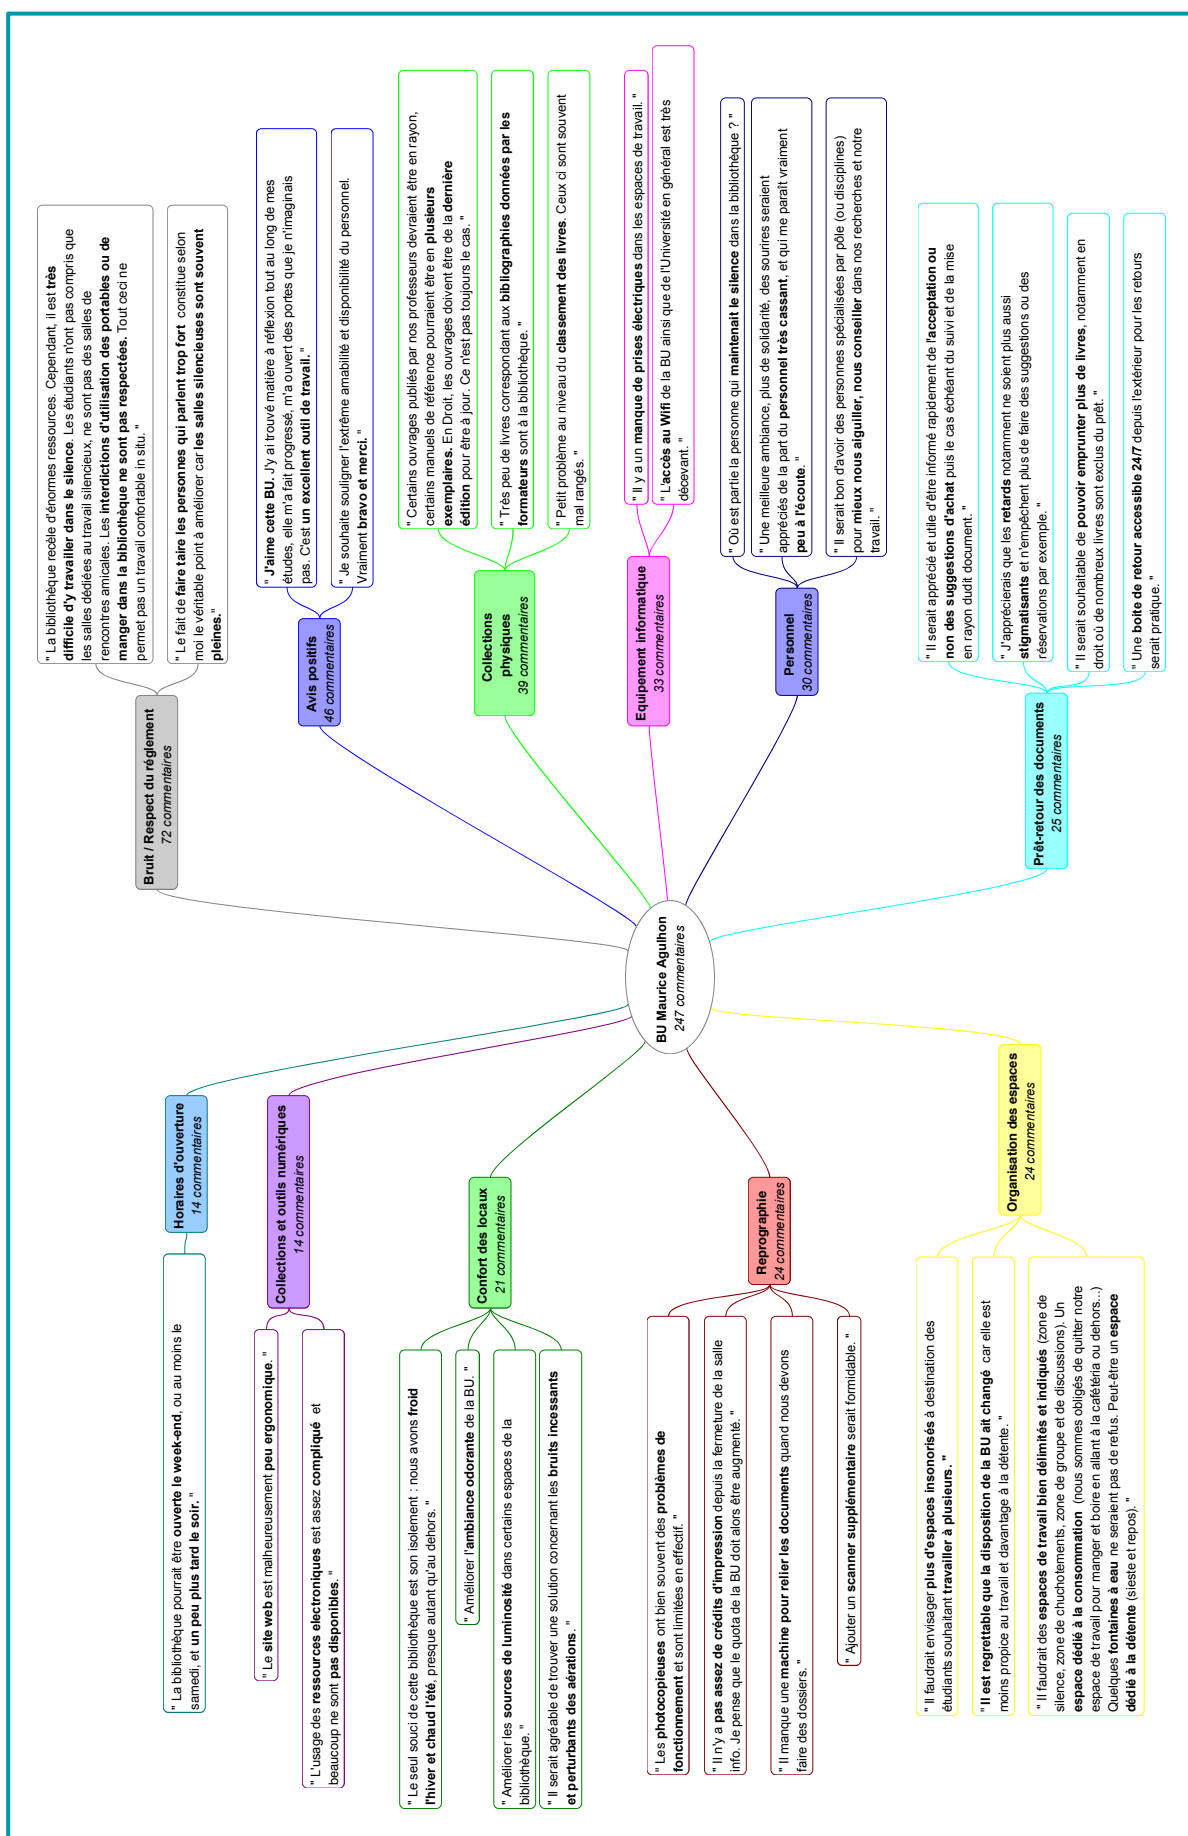 BU Maurice Agulhon
247 commentaires
Bruit / Respect du réglement
72 commentaires
" La bibliothèque recèle d'énormes ressources. Cependant, il est très
difficile d'y travailler dans le silence. Les étudiants n'ont pas compris que
les salles dédiées au travail silencieux, ne sont pas des salles de
rencontres amicales. Les interdictions d'utilisation des portables ou de
manger dans la bibliothèque ne sont pas respectées. Tout ceci ne
permet pas un travail confortable in situ. "
" Le fait de faire taire les personnes qui parlent trop fort constitue selon
moi le véritable point à améliorer car les salles silencieuses sont souvent
pleines. "
Avis positifs
46 commentaires
" J'aime cette BU. J'y ai trouvé matière à réflexion tout au long de mes
études, elle m'a fait progressé, m'a ouvert des portes que je n'imaginais
pas. C'est un excellent outil de travail. "
" Je souhaite souligner l'extrême amabilité et disponibilité du personnel.
Vraiment bravo et merci. "
Collections
physiques
39 commentaires
" Certains ouvrages publiés par nos professeurs devraient être en rayon,
certains manuels de référence pourraient être en plusieurs
exemplaires. En Droit, les ouvrages doivent être de la dernière
édition pour être à jour. Ce n'est pas toujours le cas. "
" Très peu de livres correspondant aux bibliographies données par les
formateurs sont à la bibliothèque. "
" Petit problème au niveau du classement des livres. Ceux ci sont souvent
mal rangés. "
Equipement informatique
33 commentaires
" Il y a un manque de prises électriques dans les espaces de travail. "
" L'accès au Wifi de la BU ainsi que de l'Université en général est très
décevant. "
Personnel
30 commentaires
" Où est partie la personne qui maintenait le silence dans la bibliothèque ? "
" Une meilleure ambiance, plus de solidarité, des sourires seraient
appréciés de la part du personnel très cassant, et qui me paraît vraiment
peu à l'écoute. "
" Il serait bon d'avoir des personnes spécialisées par pôle (ou disciplines)
pour mieux nous aiguiller, nous conseiller dans nos recherches et notre
travail. "
Prêt-retour des documents
25 commentaires
" Il serait apprécié et utile d'être informé rapidement de l'acceptation ou
non des suggestions d'achat puis le cas échéant du suivi et de la mise
en rayon dudit document. "
" J'apprécierais que les retards notamment ne soient plus aussi
stigmatisants et n'empêchent plus de faire des suggestions ou des
réservations par exemple. "
" Il serait souhaitable de pouvoir emprunter plus de livres, notamment en
droit où de nombreux livres sont exclus du prêt. "
" Une boite de retour accessible 24/7 depuis l'extérieur pour les retours
serait pratique. "
Horaires d'ouverture
14 commentaires
" La bibliothèque pourrait être ouverte le week-end, ou au moins le
samedi, et un peu plus tard le soir. "
Collections et outils numériques
14 commentaires
" Le site web est malheureusement peu ergonomique. "
" L'usage des ressources electroniques est assez compliqué et
beaucoup ne sont pas disponibles. "
Confort des locaux
21 commentaires
" Le seul souci de cette bibliothèque est son isolement : nous avons froid
l'hiver et chaud l'été, presque autant qu'au dehors. "
" Améliorer l'ambiance odorante de la BU. "
" Améliorer les sources de luminosité dans certains espaces de la
bibliothèque. "
" Il serait agréable de trouver une solution concernant les bruits incessants
et perturbants des aérations. "
Reprographie
24 commentaires
" Les photocopieuses ont bien souvent des problèmes de
fonctionnement et sont limitées en effectif. "
" Il n'y a pas assez de crédits d'impression depuis la fermeture de la salle
info. Je pense que le quota de la BU doit alors être augmenté. "
" Il manque une machine pour relier les documents quand nous devons
faire des dossiers. "
" Ajouter un scanner supplémentaire serait formidable. "
Organisation des espaces
24 commentaires
" Il faudrait envisager plus d'espaces insonorisés à destination des
étudiants souhaitant travailler à plusieurs. "
"Il est regrettable que la disposition de la BU ait changé car elle est
moins propice au travail et davantage à la détente. "
" Il faudrait des espaces de travail bien délimités et indiqués (zone de
silence, zone de chuchotements, zone de groupe et de discussions). Un
espace dédié à la consommation (nous sommes obligés de quitter notre
espace de travail pour manger et boire en allant à la cafétéria ou dehors...)
Quelques fontaines à eau ne seraient pas de refus. Peut-être un espace
dédié à la détente (sieste et repos). "